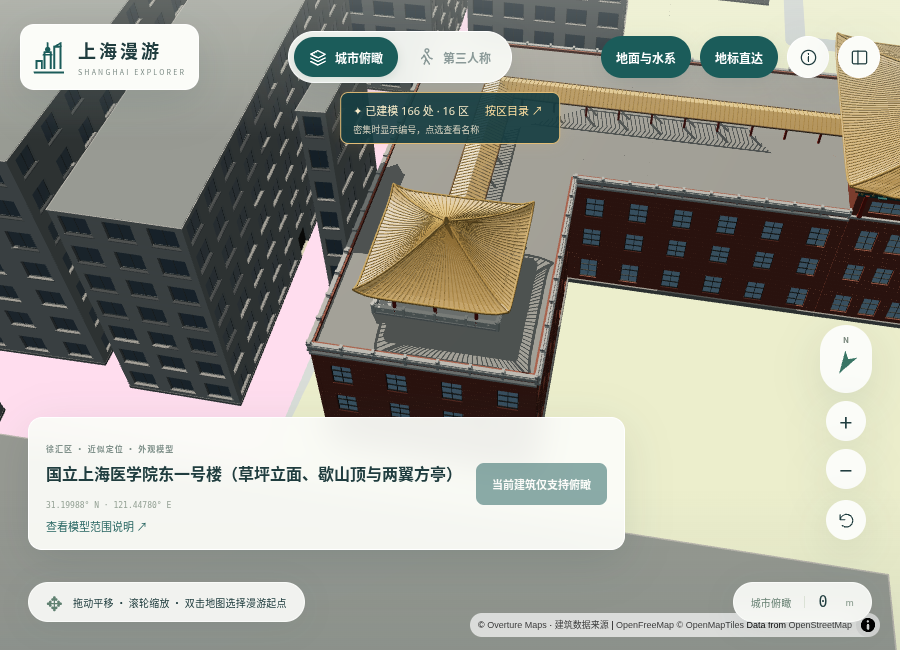 上海漫游
SHANGHAI EXPLORER
城市俯瞰
第三人称
地面与水系
地标直达
✦ 已建模 166 处 · 16 区 按区目录 ↗
密集时显示编号，点选查看名称
N
徐汇区 · 近似定位 · 外观模型
国立上海医学院东一号楼（草坪立面、歇山顶与两翼方亭）
当前建筑仅支持俯瞰
31.19988° N · 121.44780° E
查看模型范围说明 ↗
拖动平移 · 滚轮缩放 · 双击地图选择漫游起点
城市俯瞰 0 m
© Overture Maps · 建筑数据来源 | OpenFreeMap © OpenMapTiles Data from OpenStreetMap